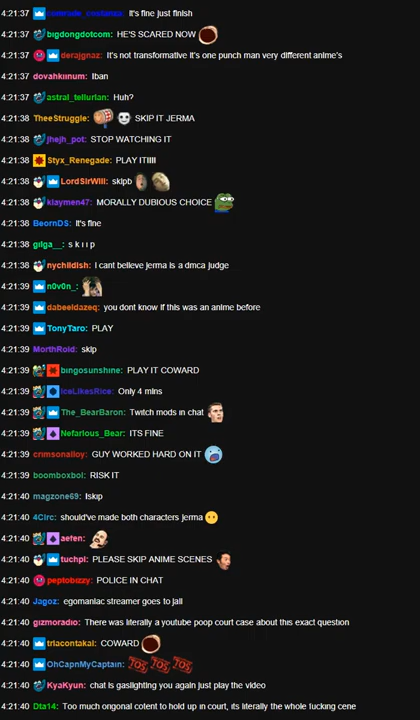 4:21:37 comrade_costanza: it's fine just finish
4:21:37 bigdongdotcom: HE'S SCARED NOW
4:21:37 derajgnaz: It's not transformative it's one punch man very different anime's
4:21:37 dovahkiinum: Iban
4:21:37 astral_tellurian: Huh?
4:21:38 TheeStruggle: SKIP IT JERMA
4:21:38 jhejh_pot: STOP WATCHING IT
4:21:38 Styx_Renegade: PLAY ITIIII
4:21:38 LordSirWill: skipb
4:21:38 klaymen47: MORALLY DUBIOUS CHOICE
4:21:38 BeornDS: It's fine
4:21:38 gilga__: s k i i p
4:21:38 nychildish: I cant believe jerma is a dmca judge
4:21:39 n0v0n_:
4:21:39 dabeeldazeq: you dont know if this was an anime before
4:21:39 TonyTaro: PLAY
4:21:39 MorthRoid: skip
4:21:39 bingosunshine: PLAY IT COWARD
4:21:39 IceLikesRice: Only 4 mins
4:21:39 The_BearBaron: Twitch mods in chat
4:21:39 Nefarious_Bear: ITS FINE
4:21:39 crimsonalloy: GUY WORKED HARD ON IT
4:21:39 boomboxboi: RISK IT
4:21:40 magzone69: Iskip
4:21:40 4Circ: should've made both characters jerma
4:21:40 aefen:
4:21:40 tuchpi: PLEASE SKIP ANIME SCENES
4:21:40 peptobizzy: POLICE IN CHAT
4:21:40 Jagoz: egomaniac streamer goes to jail
4:21:40 gizmoradio: There was literally a youtube poop court case about this exact question
4:21:40 triacontakai: COWARD
4:21:40 OhCapnMyCaptain: TOS TOS TOS
4:21:40 KyaKyun: chat is gaslighting you again just play the video
4:21:40 Dta14: Too much oringonal cotent to hold up in court, its literally the whole fucking cene